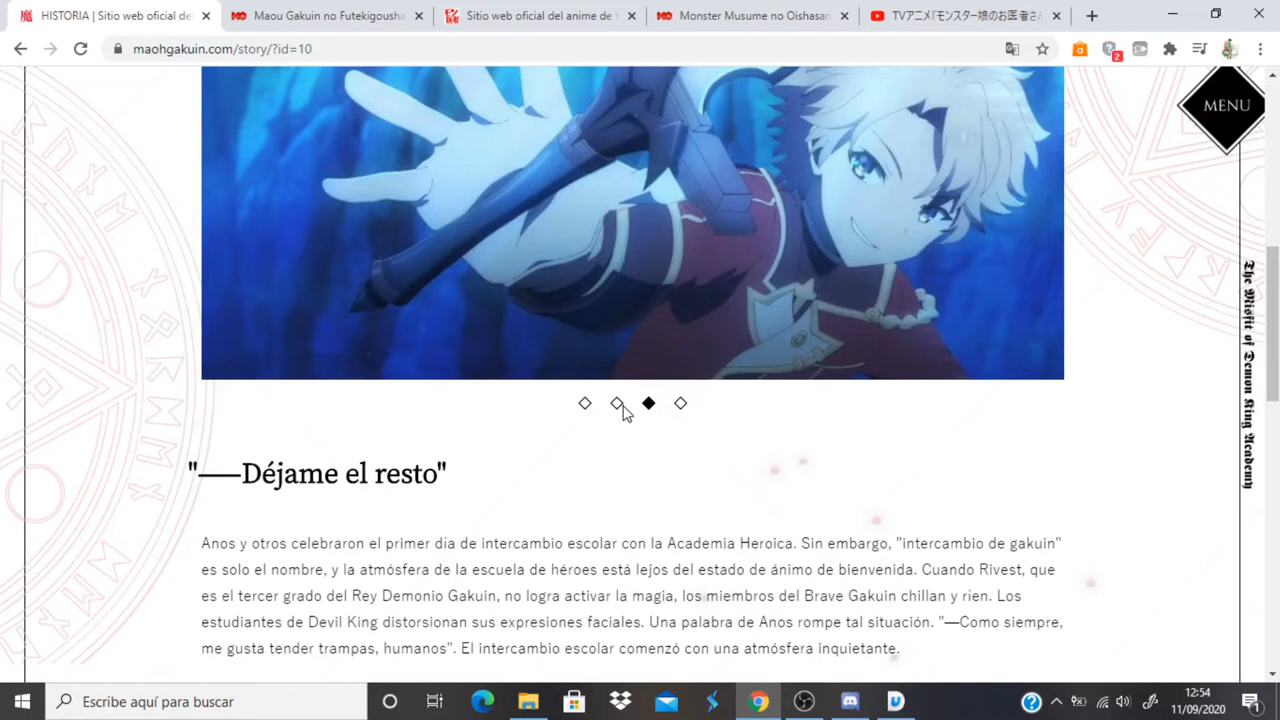 HISTORIA | Sitio web oficial del
Maou Gakuin no Futekigousha
Sitio web oficial del anime de t
Monster Musume no Oishasan
TVアニメ『モンスター娘のお医者さん
maohgakuin.com/story/?id=10
2
MENU
The Misfit of Demon King Academy
"——Déjame el resto"
Anos y otros celebraron el primer día de intercambio escolar con la Academia Heroica. Sin embargo, "intercambio de gakuin"
es solo el nombre, y la atmósfera de la escuela de héroes está lejos del estado de ánimo de bienvenida. Cuando Rivest, que
es el tercer grado del Rey Demonio Gakuin, no logra activar la magia, los miembros del Brave Gakuin chillan y ríen. Los
estudiantes de Devil King distorsionan sus expresiones faciales. Una palabra de Anos rompe tal situación. "—Como siempre,
me gusta tender trampas, humanos". El intercambio escolar comenzó con una atmósfera inquietante.
Escribe aquí para buscar
12:54
11/09/2020
1